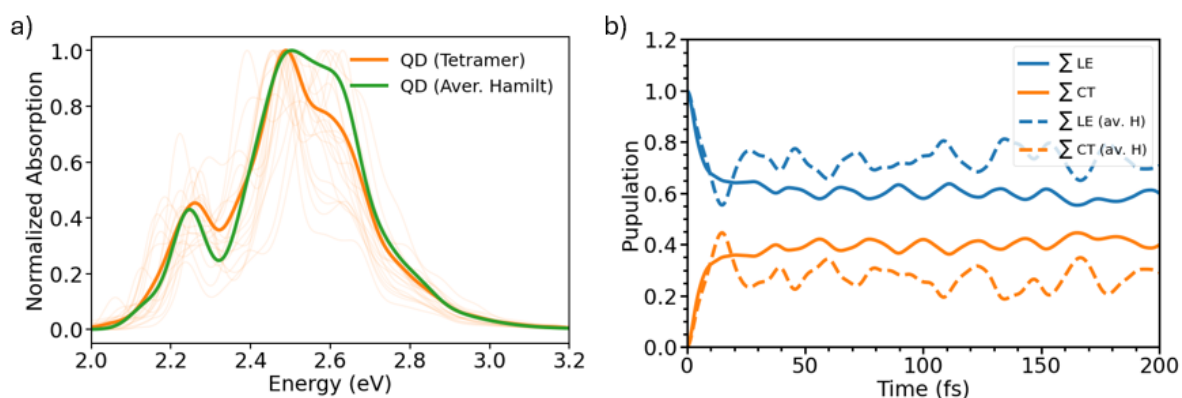 a)
1.0
0.8
0.6
0.4
0.2
0.0
Normalized Absorption
QD (Tetramer)
QD (Aver. Hamilt)
2.0 2.2 2.4 2.6 2.8 3.0 3.2
Energy (eV)
b)
1.2
1.0
0.8
0.6
0.4
0.2
0.0
Pupulation
∑ LE
∑ CT
∑ LE (av. H)
∑ CT (av. H)
0 50 100 150 200
Time (fs)